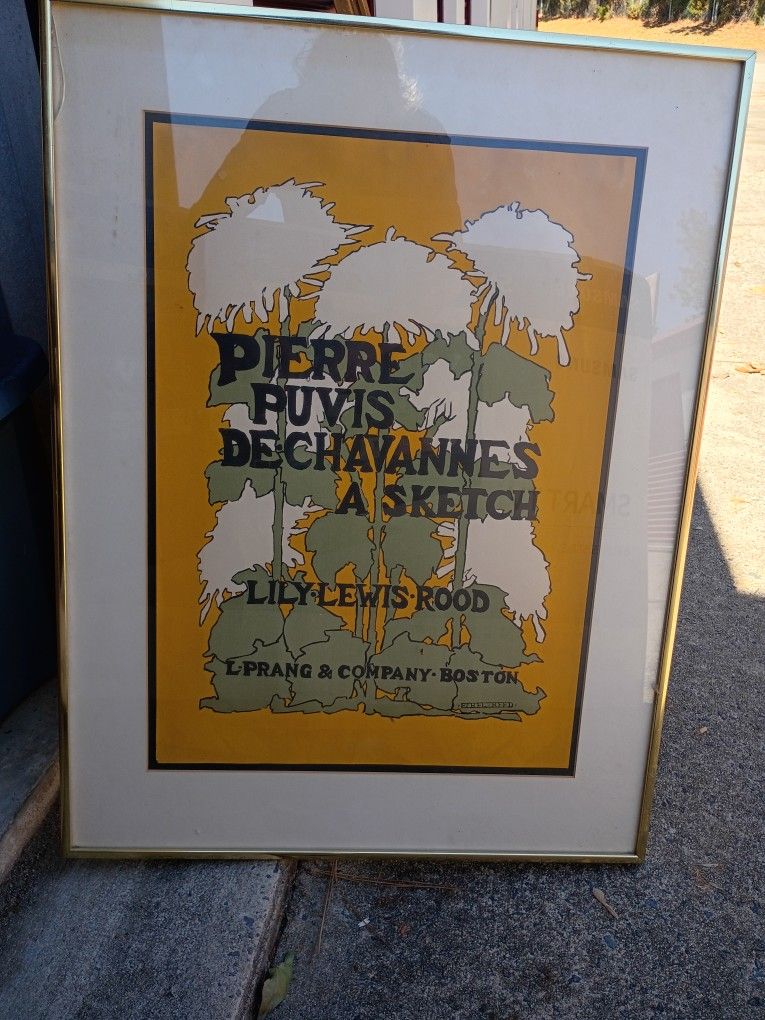 PIERRE
PUVIS
DE·CHAVANNES
A SKETCH
LILY·LEWIS·ROOD
L·PRANG & COMPANY·BOSTON